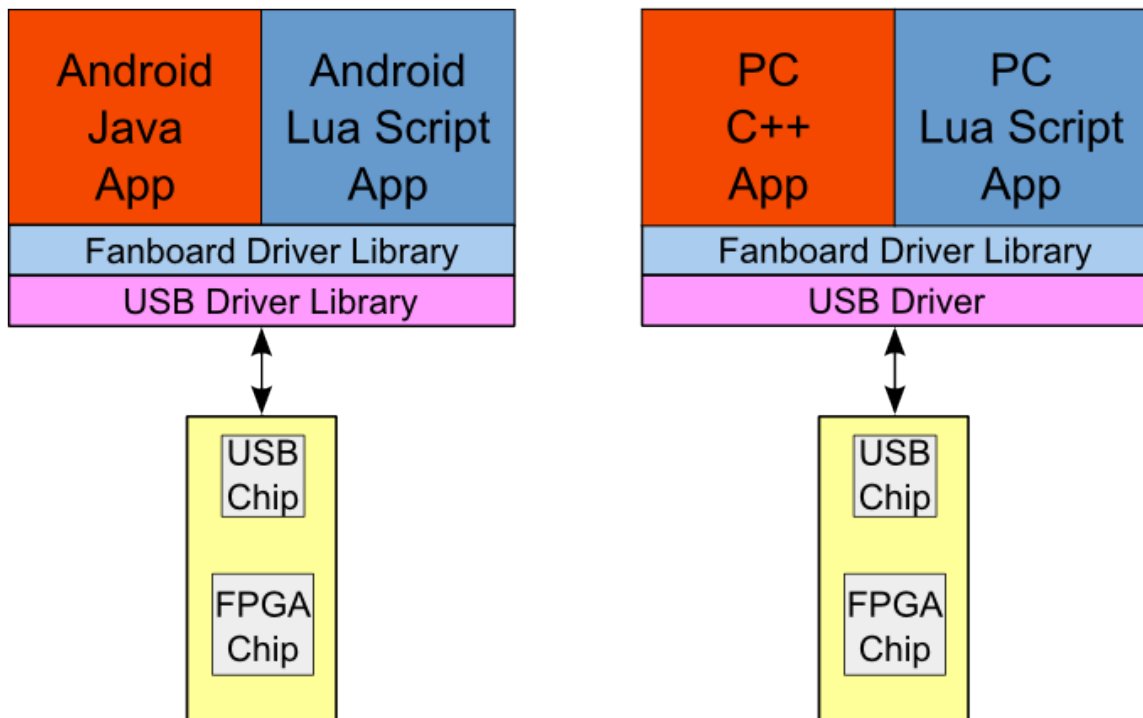 Android
Java
App
Android
Lua Script
App
Fanboard Driver Library
USB Driver Library
USB
Chip
FPGA
Chip
PC
C++
App
PC
Lua Script
App
Fanboard Driver Library
USB Driver
USB
Chip
FPGA
Chip